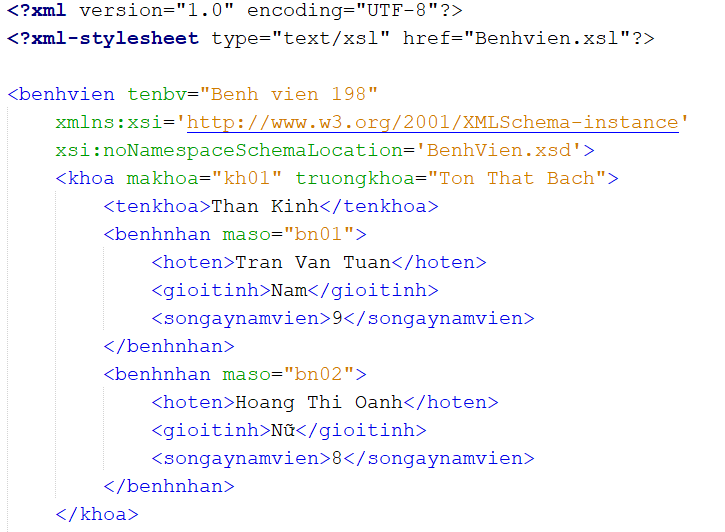 <?xml version="1.0" encoding="UTF-8"?>
<?xml-stylesheet type="text/xsl" href="Benhvien.xsl"?>
<benhvien tenbv="Benh vien 198"
xmlns:xsi='http://www.w3.org/2001/XMLSchema-instance'
xsi:noNamespaceSchemaLocation='BenhVien.xsd'>
<khoa makhoa="kh01" truongkhoa="Ton That Bach">
<tenkhoa>Than Kinh</tenkhoa>
<benhnhan maso="bn01">
<hoten>Tran Van Tuan</hoten>
<gioitinh>Nam</gioitinh>
<songaynamvien>9</songaynamvien>
</benhnhan>
<benhnhan maso="bn02">
<hoten>Hoang Thi Oanh</hoten>
<gioitinh>Nữ</gioitinh>
<songaynamvien>8</songaynamvien>
</benhnhan>
</khoa>